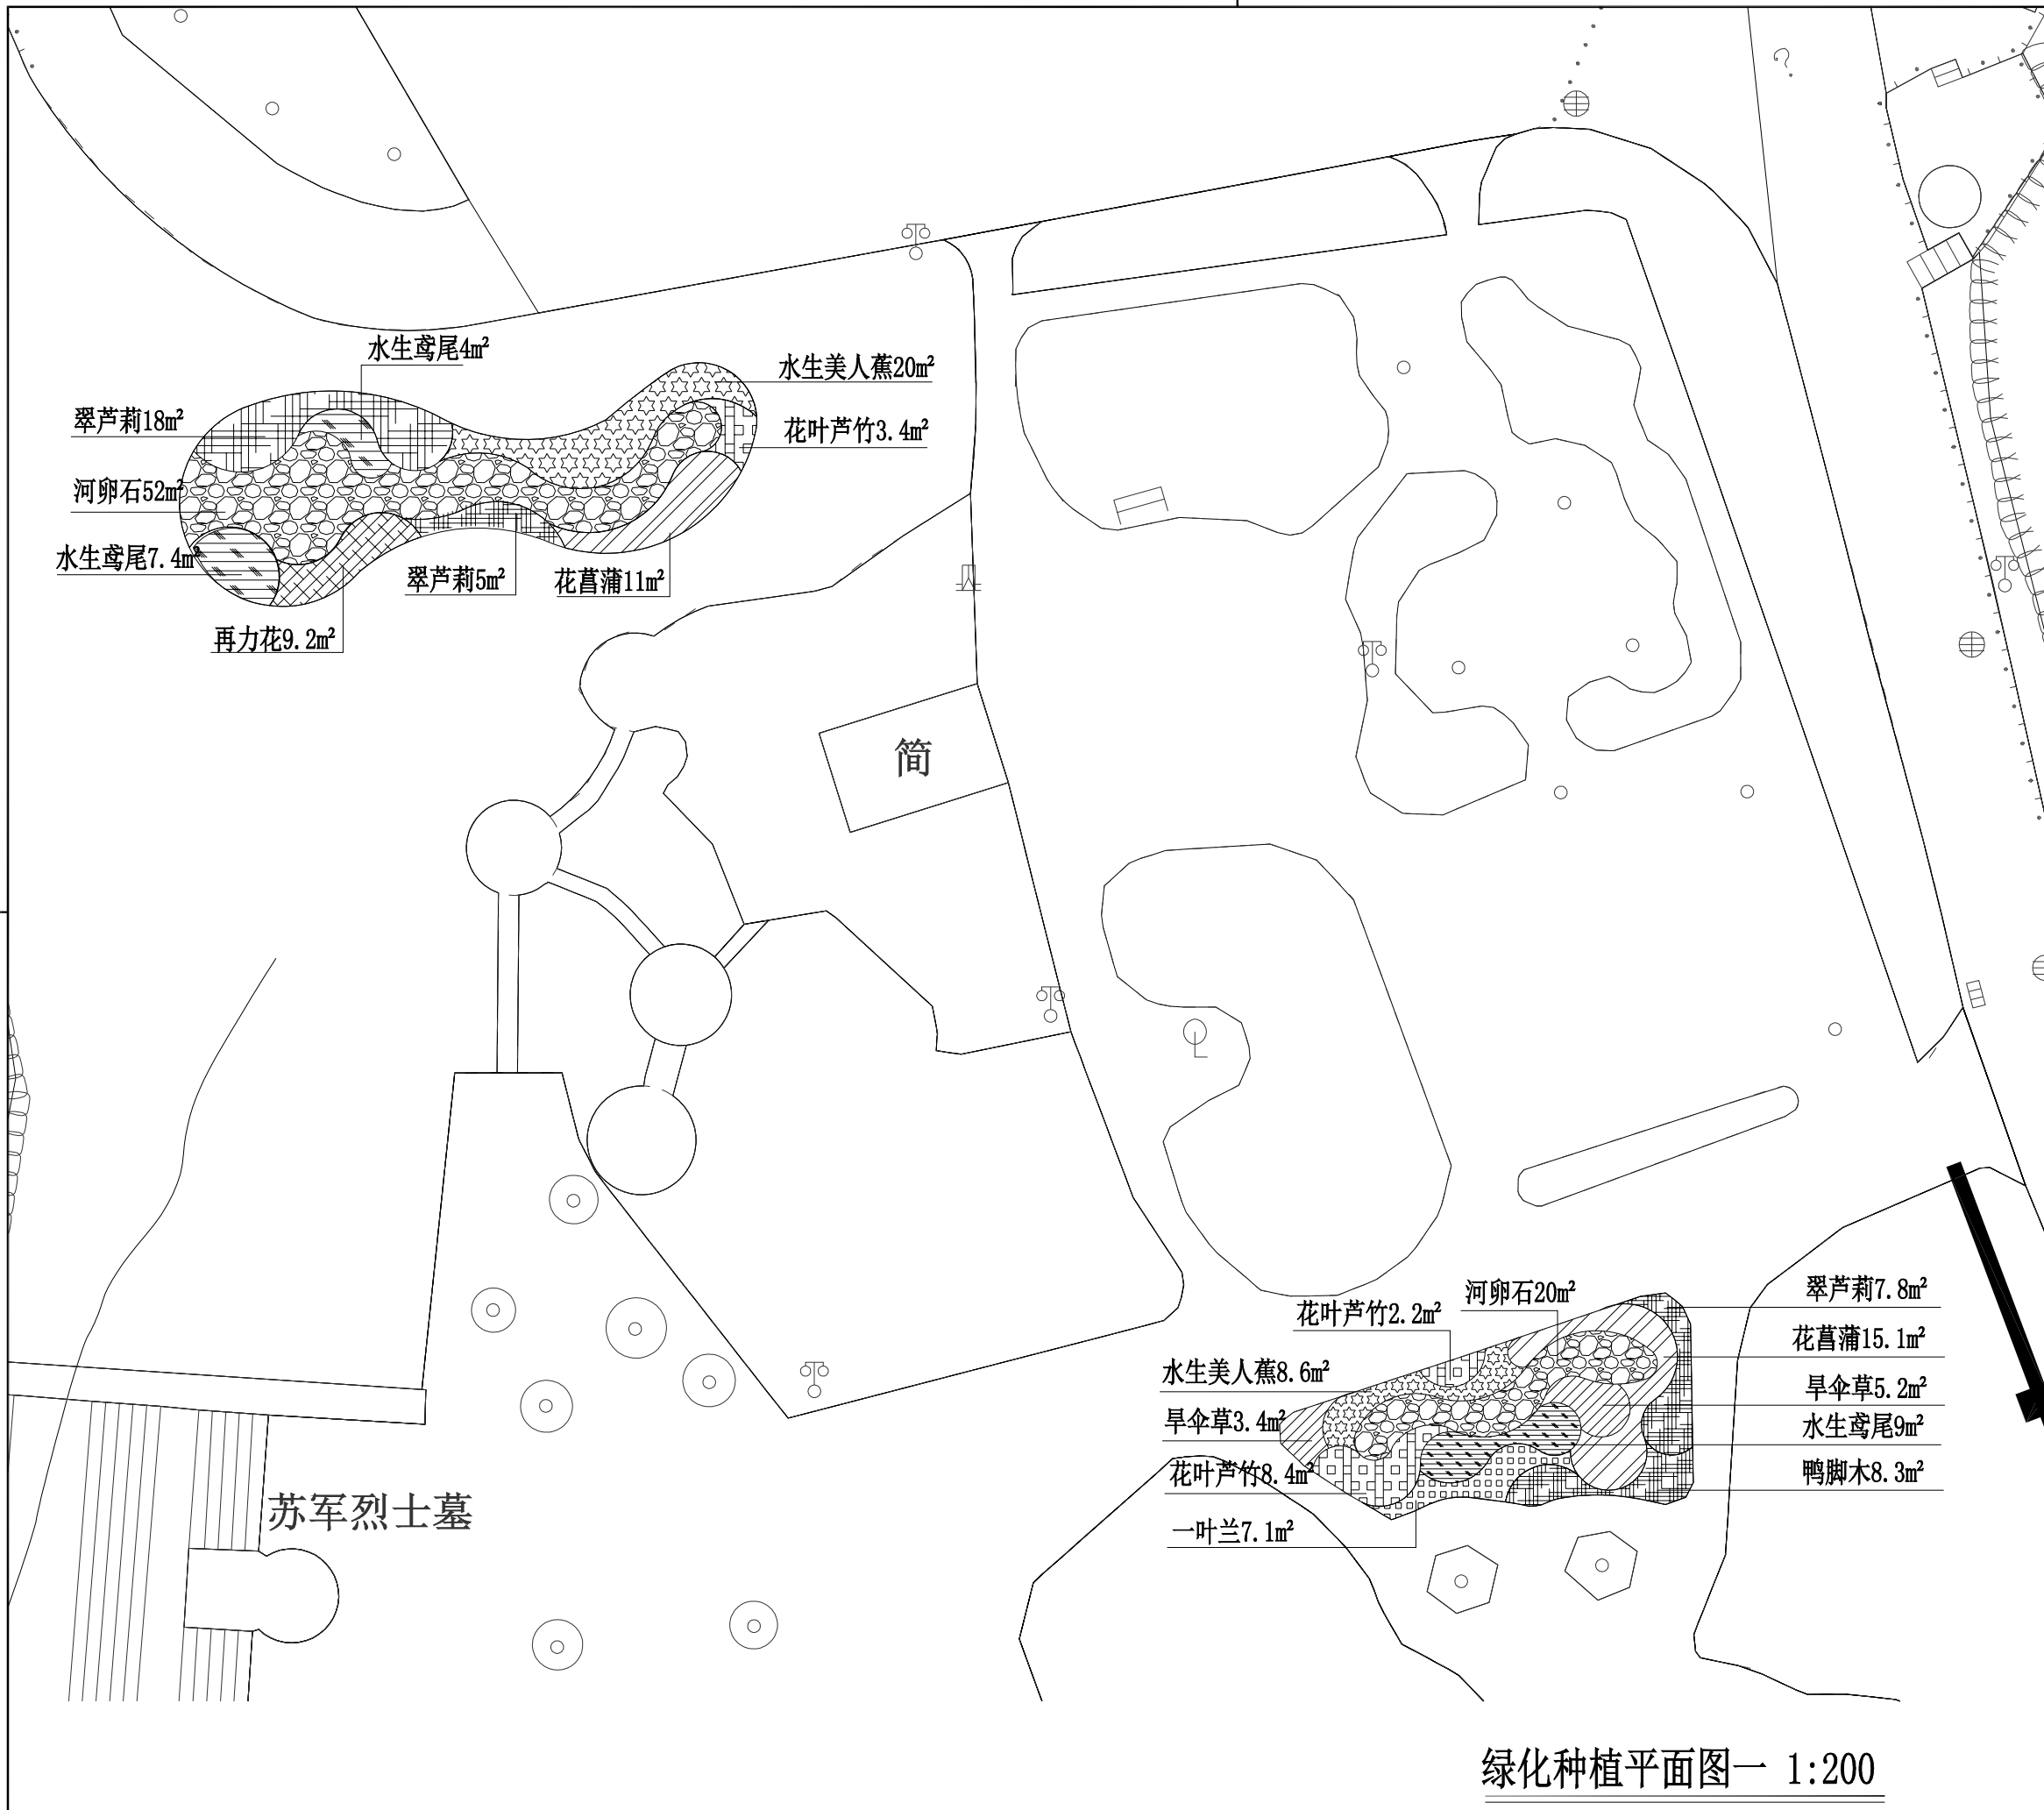 水生鸢尾4m²
水生美人蕉20m²
翠芦莉18m²
花叶芦竹3.4m²
河卵石52m²
水生鸢尾7.4m²
翠芦莉5m²
花菖蒲11m²
再力花9.2m²
简
翠芦莉7.8m²
河卵石20m²
花叶芦竹2.2m²
花菖蒲15.1m²
水生美人蕉8.6m²
旱伞草5.2m²
旱伞草3.4m²
水生鸢尾9m²
花叶芦竹8.4m²
鸭脚木8.3m²
一叶兰7.1m²
苏军烈士墓
绿化种植平面图一 1:200